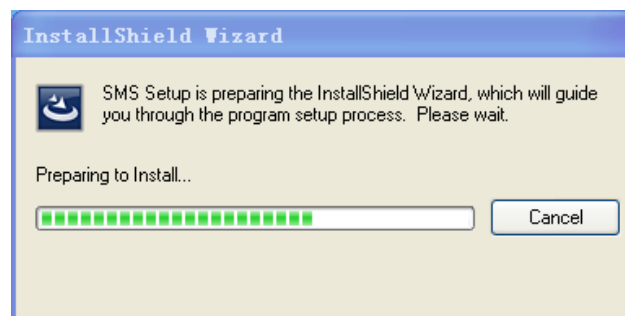 InstallShield Wizard
SMS Setup is preparing the InstallShield Wizard, which will guide
you through the program setup process.  Please wait.
Preparing to Install...
Cancel